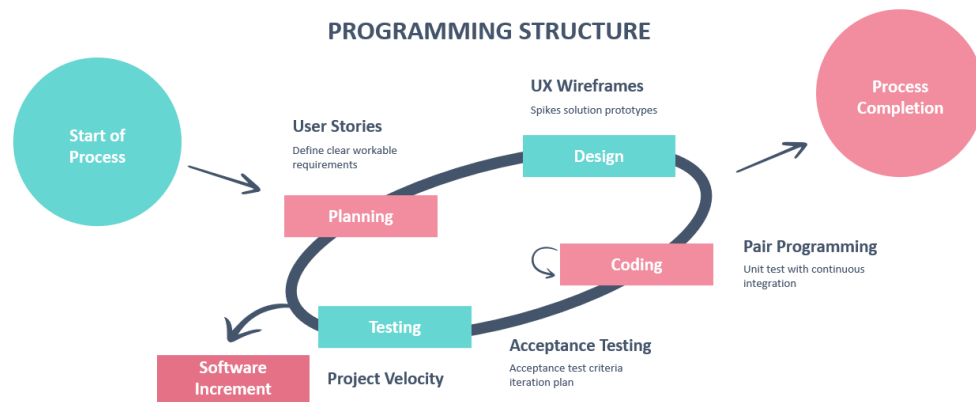 PROGRAMMING STRUCTURE
Start of
Process
User Stories
Define clear workable
requirements
UX Wireframes
Spikes solution prototypes
Process
Completion
Planning
Design
Coding
Pair Programming
Unit test with continuous
integration
Testing
Acceptance Testing
Acceptance test criteria
iteration plan
Software
Increment
Project Velocity